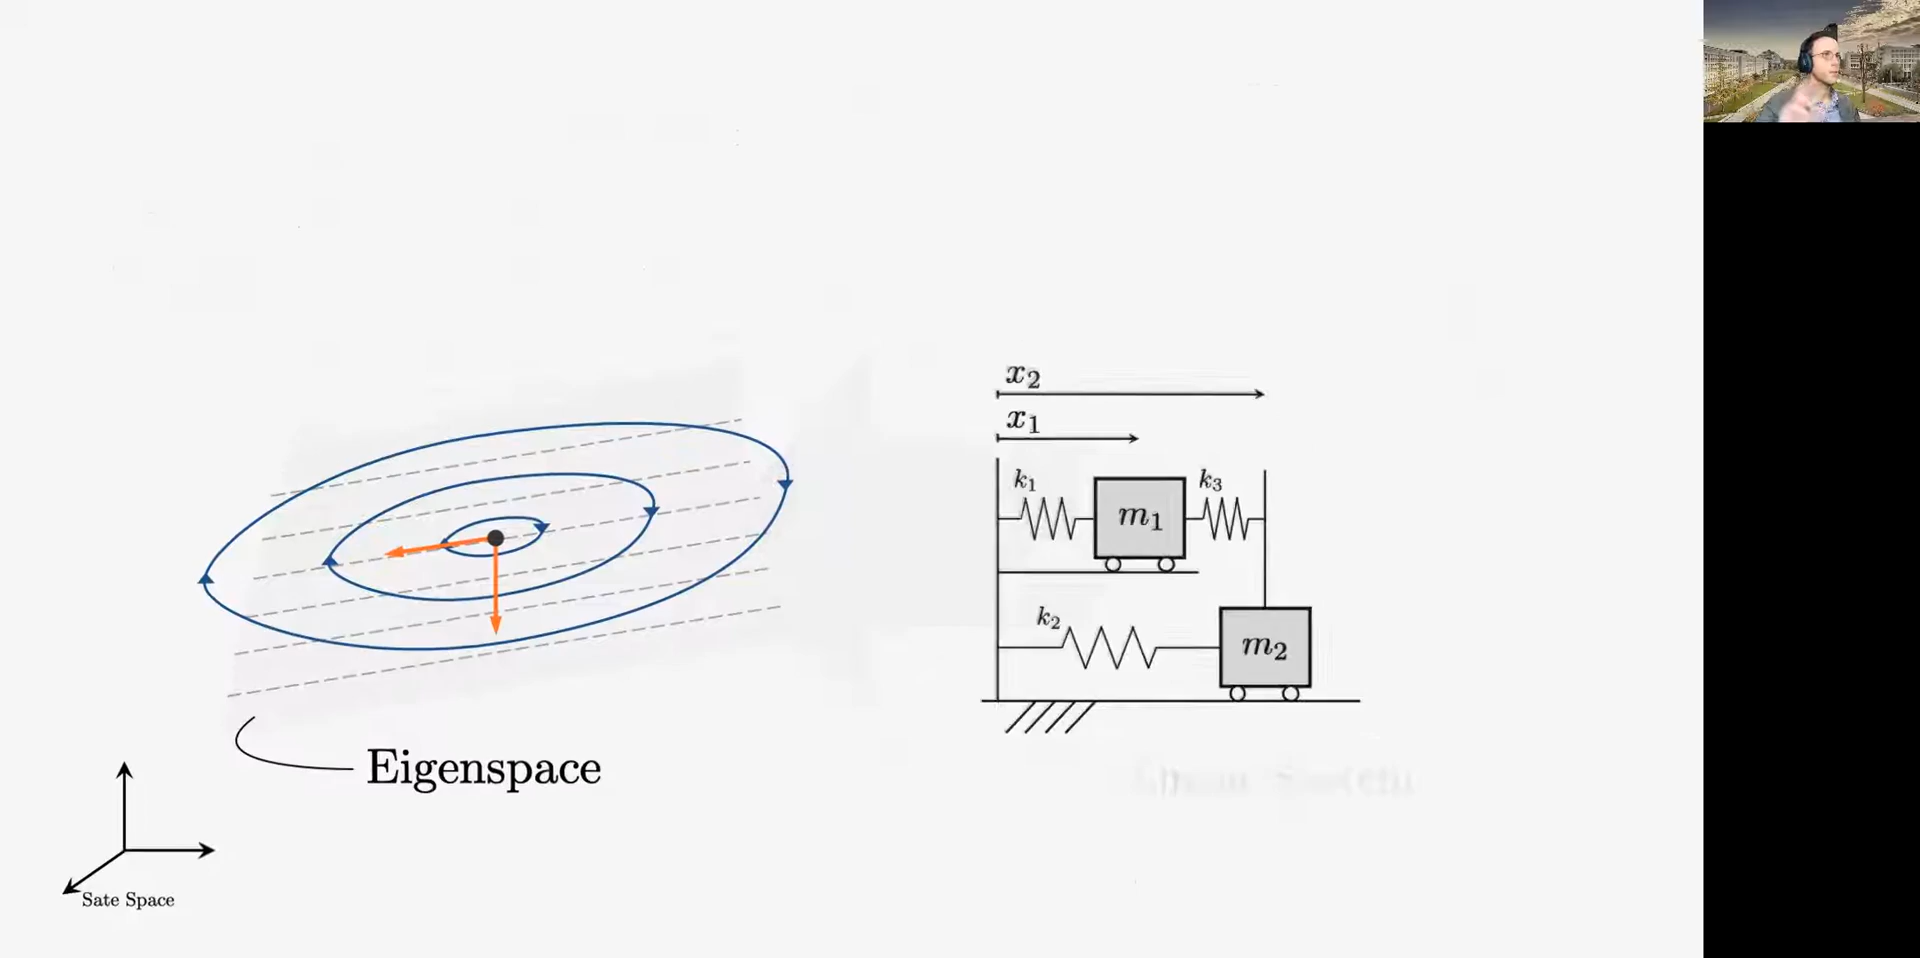 x₂
x₁
k₁
m₁
k₃
k₂
m₂
Eigenspace
Sate Space